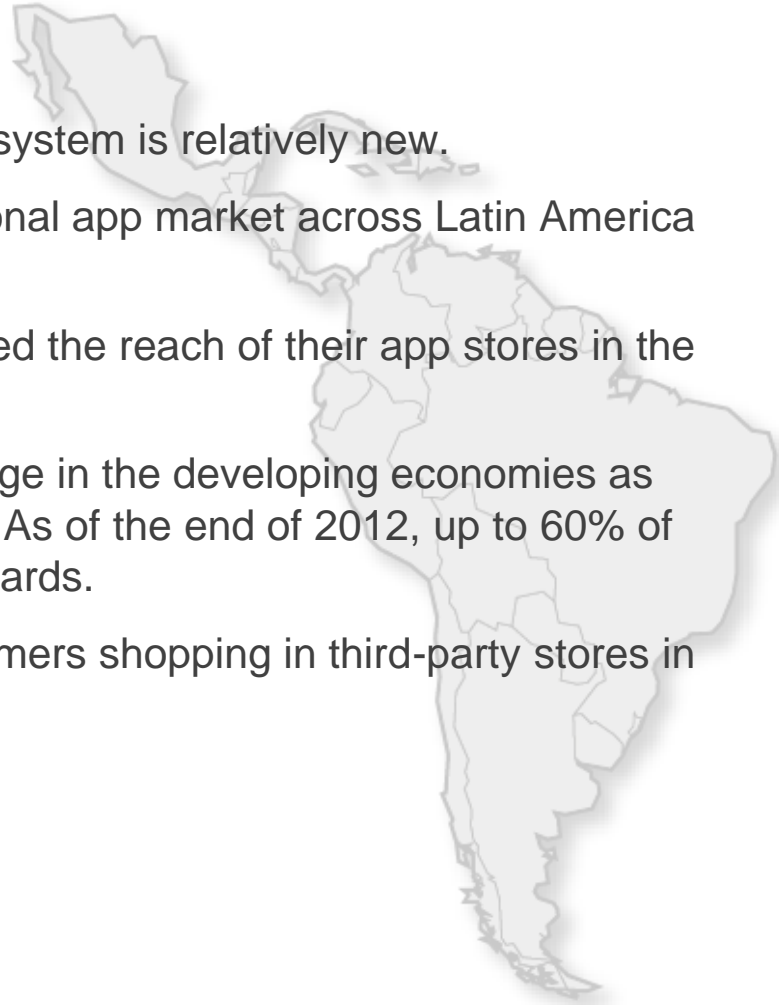 system is relatively new.
onal app market across Latin America
ed the reach of their app stores in the
ge in the developing economies as
As of the end of 2012, up to 60% of
ards.
mers shopping in third-party stores in